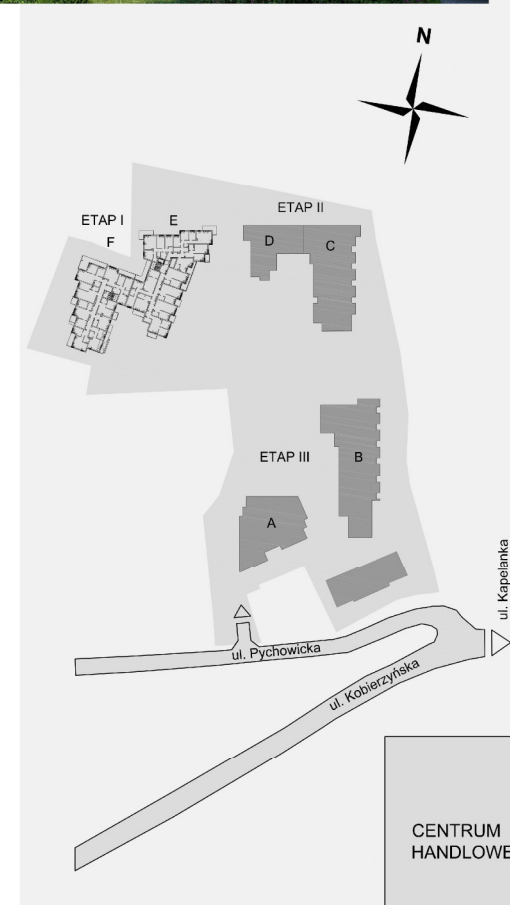 N
ETAP I
E
ETAP II
F
D
C
ETAP III
B
A
ul. Kapelanka
ul. Pychowicka
ul. Kobierzyńska
CENTRUM
HANDLOWE